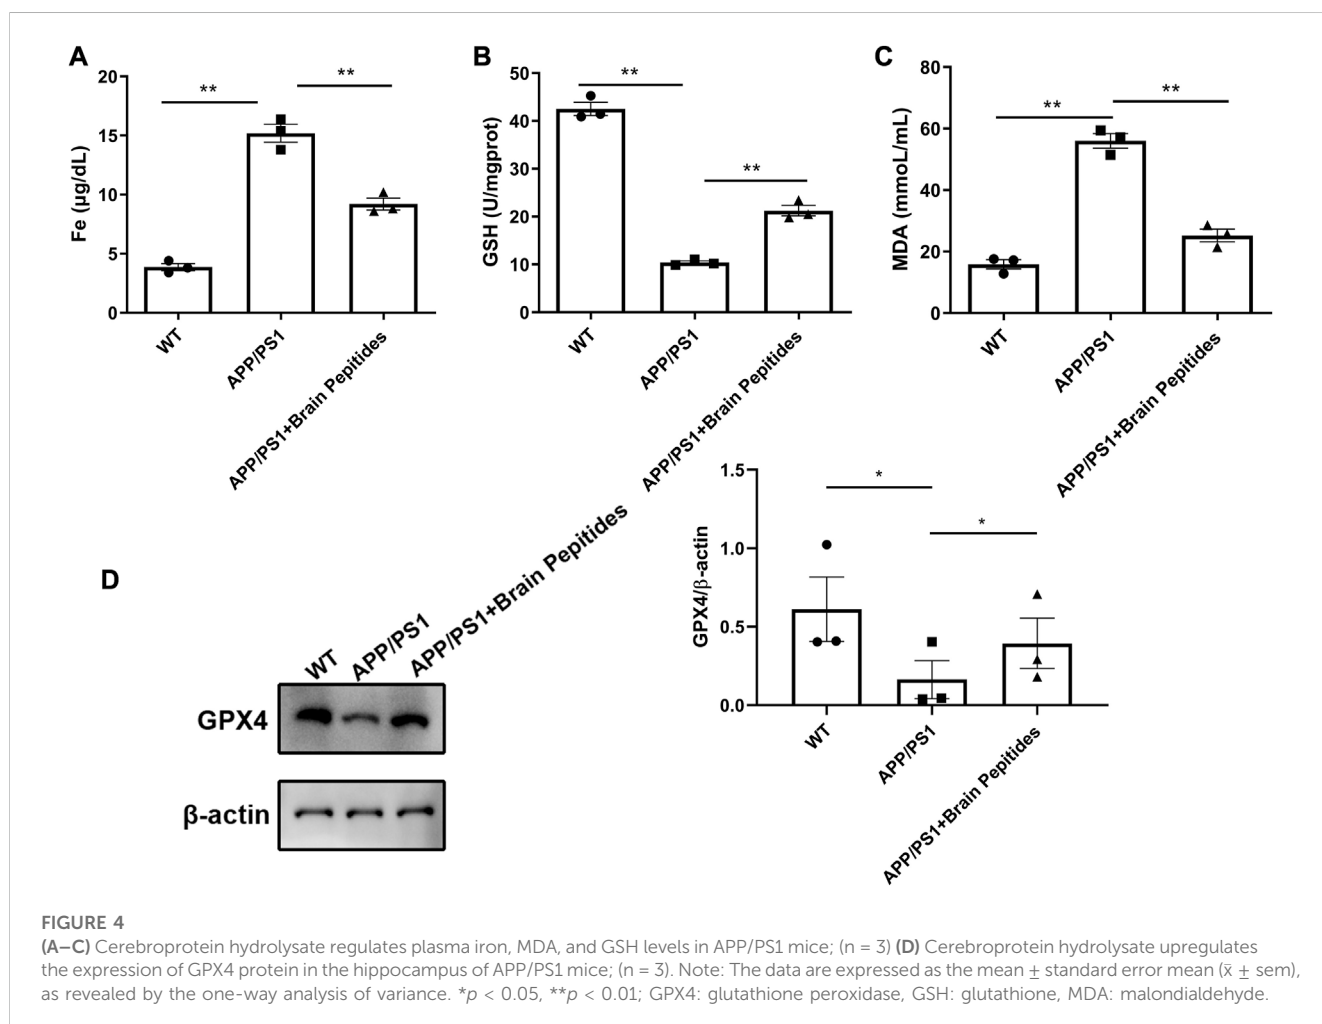 A
Fe (μg/dL)
20
15
10
5
0
**
**
WT
APP/PS1
APP/PS1+Brain Pepitides
B
GSH (U/mgprot)
50
40
30
20
10
0
**
**
WT
APP/PS1
APP/PS1+Brain Pepitides
C
MDA (mmoL/mL)
80
60
40
20
0
**
**
WT
APP/PS1
APP/PS1+Brain Pepitides
D
WT
APP/PS1
APP/PS1+Brain Pepitides
GPX4
β-actin
GPX4/β-actin
1.5
1.0
0.5
0.0
*
*
WT
APP/PS1
APP/PS1+Brain Pepitides
FIGURE 4
(A–C) Cerebroprotein hydrolysate regulates plasma iron, MDA, and GSH levels in APP/PS1 mice; (n = 3) (D) Cerebroprotein hydrolysate upregulates
the expression of GPX4 protein in the hippocampus of APP/PS1 mice; (n = 3). Note: The data are expressed as the mean ± standard error mean (x̄ ± sem),
as revealed by the one-way analysis of variance. *p < 0.05, **p < 0.01; GPX4: glutathione peroxidase, GSH: glutathione, MDA: malondialdehyde.